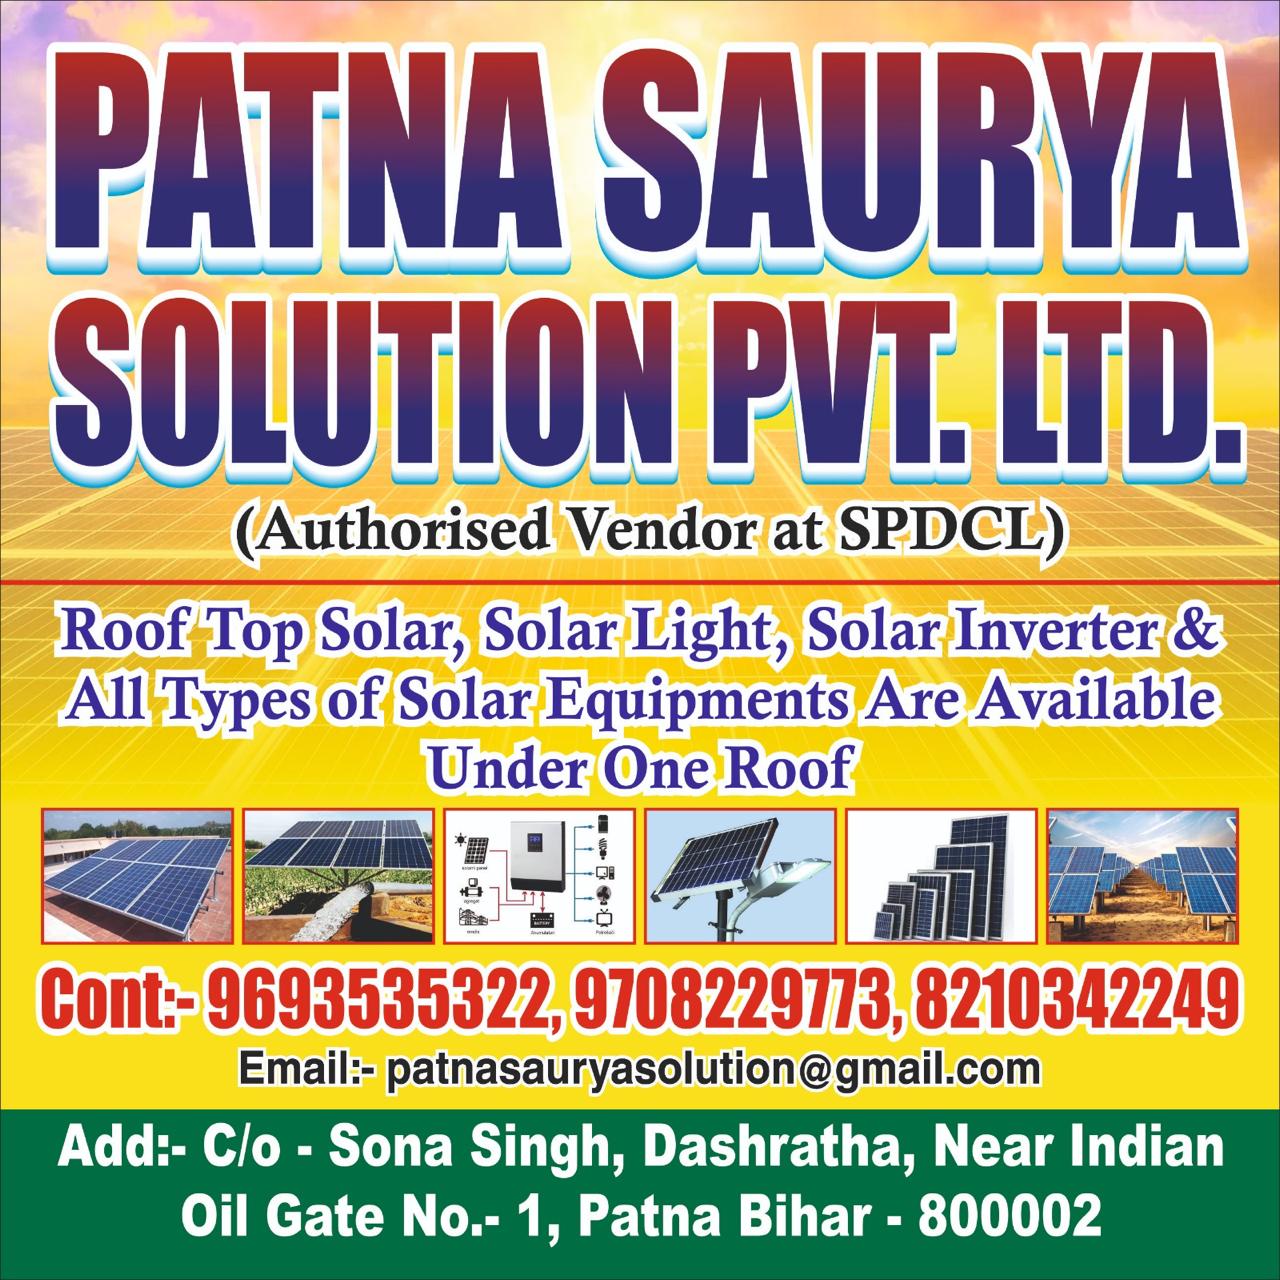 PATNA SAURYA
SOLUTION PVT. LTD.
(Authorised Vendor at SPDCL)
Roof Top Solar, Solar Light, Solar Inverter &
All Types of Solar Equipments Are Available
Under One Roof
BATTERY
Cont:- 9693535322, 9708229773, 8210342249
Email:- patnasauryasolution@gmail.com
Add:- C/o - Sona Singh, Dashratha, Near Indian
Oil Gate No.- 1, Patna Bihar - 800002